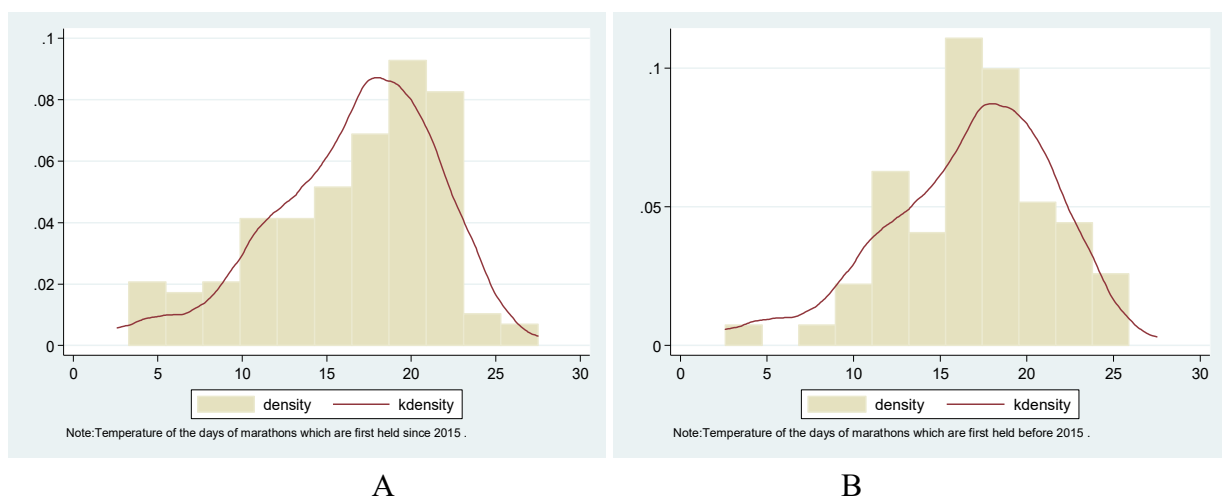 .1
.08
.06
.04
.02
0
0 5 10 15 20 25 30
density kdensity
Note:Temperature of the days of marathons which are first held since 2015 .
.1
.05
0
0 5 10 15 20 25 30
density kdensity
Note:Temperature of the days of marathons which are first held before 2015 .
A B